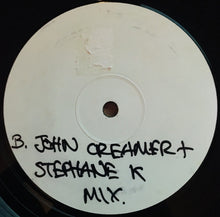 B. JOHN CREAMER +
STEPHANE K
MIX.